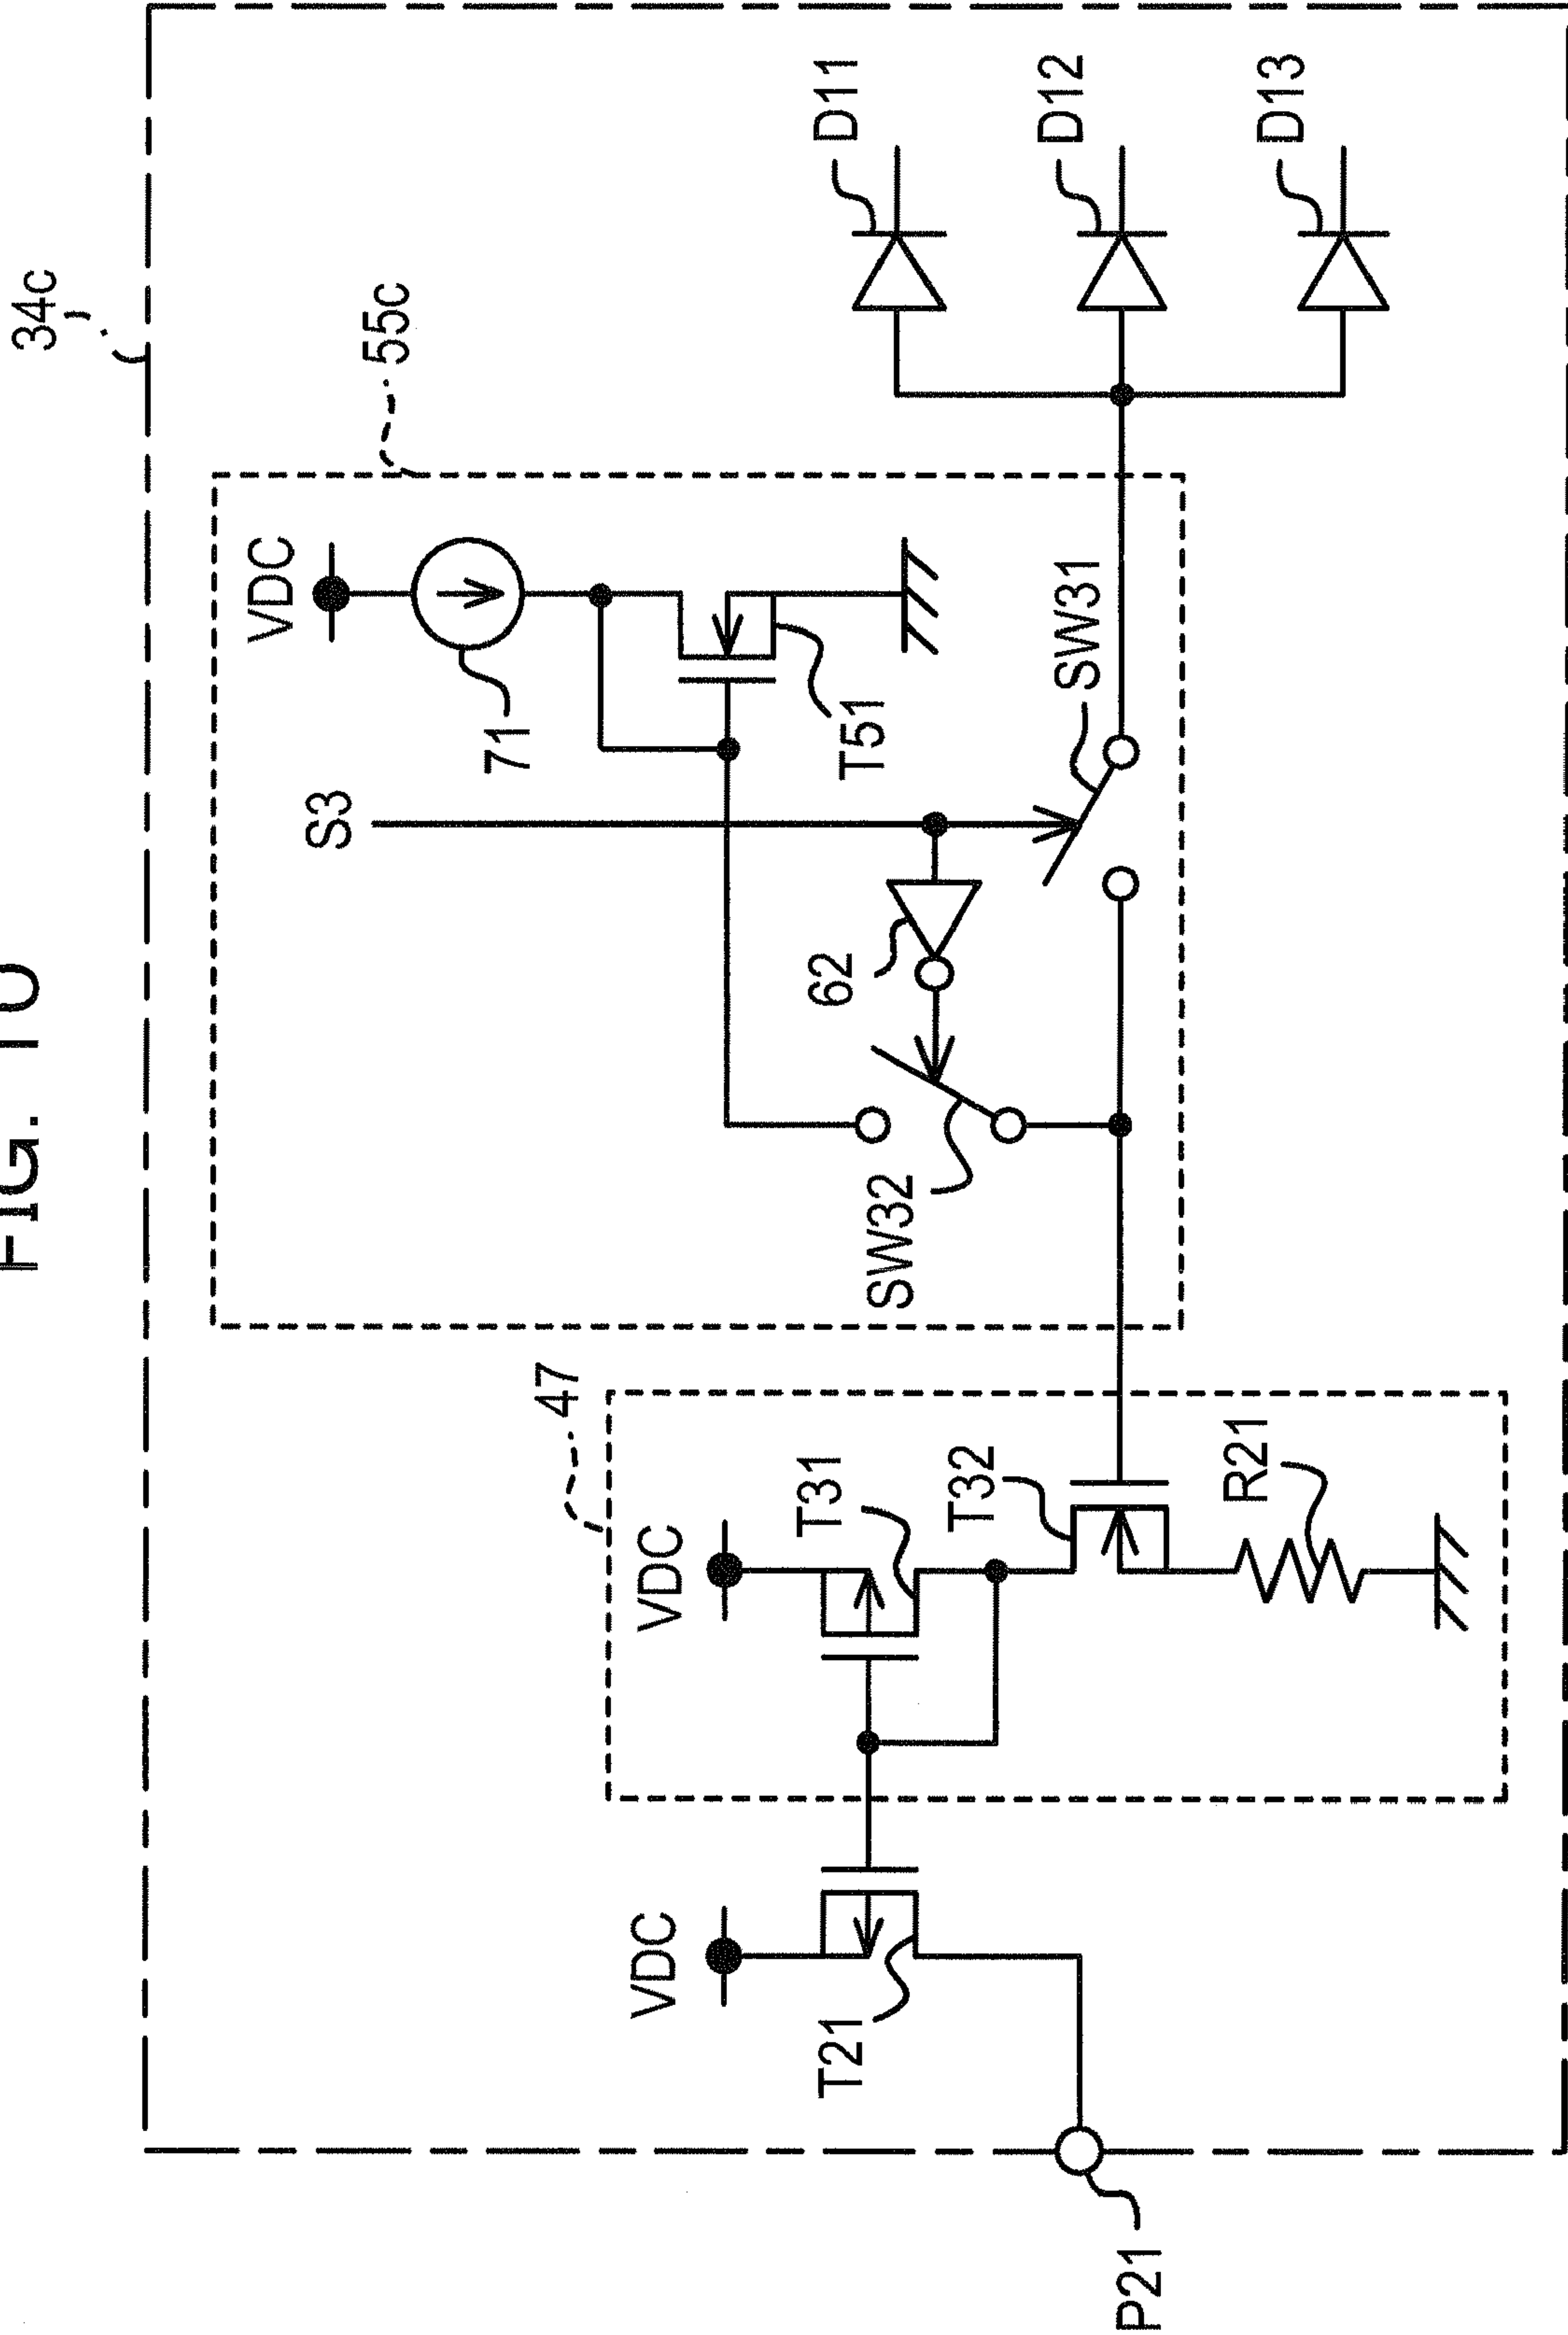 FIG. 10
34c
55c
VDC
71
S3
T51
62
SW32
SW31
D11
D12
D13
47
VDC
T31
T32
R21
VDC
T21
P21